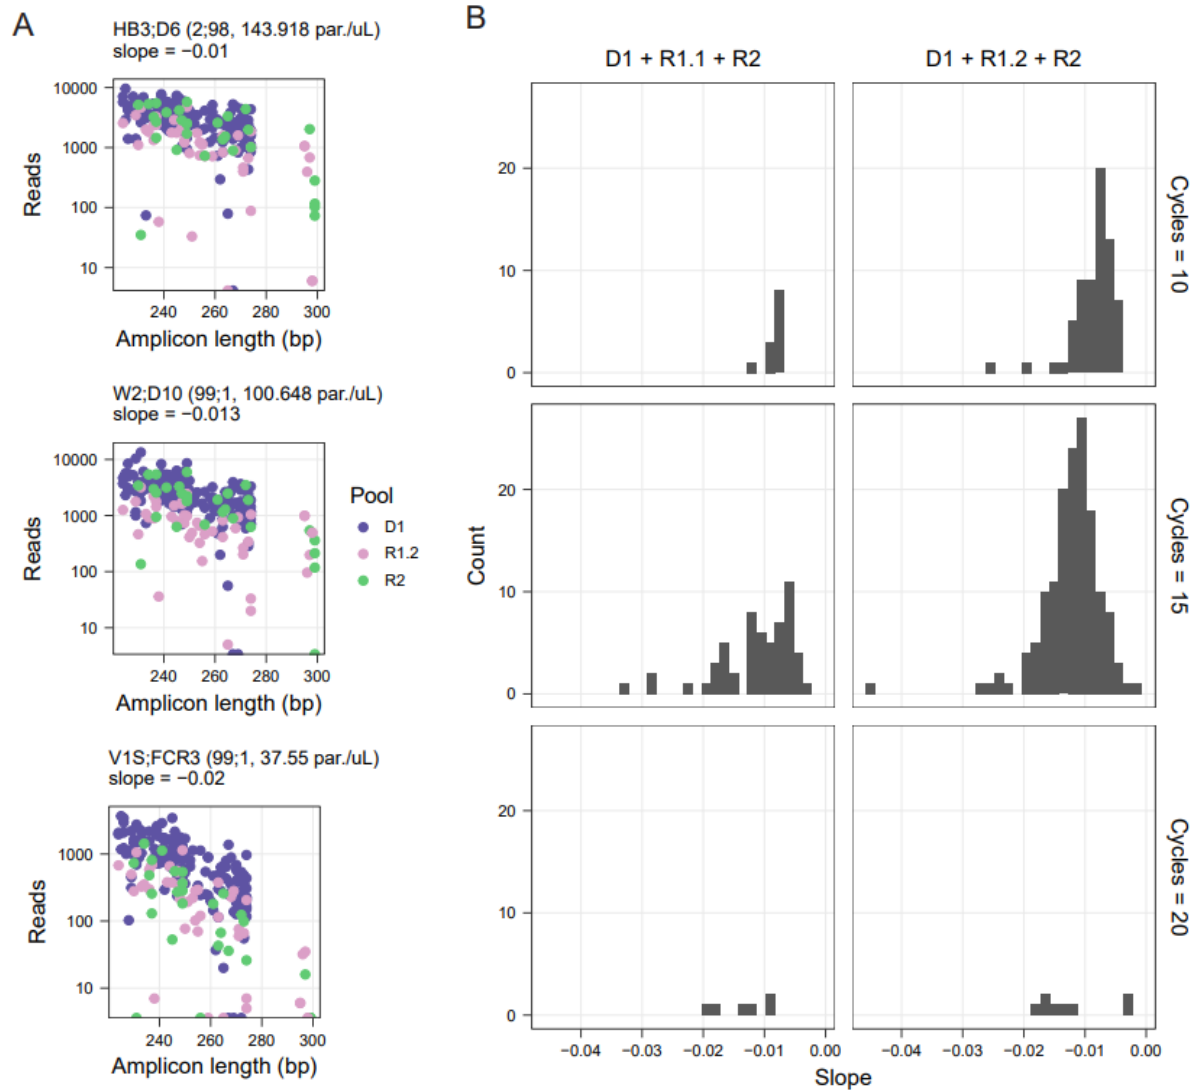 A
HB3;D6 (2;98, 143.918 par./uL)
slope = −0.01
10000
1000
100
10
Reads
240 260 280 300
Amplicon length (bp)
W2;D10 (99;1, 100.648 par./uL)
slope = −0.013
10000
1000
100
10
Reads
240 260 280 300
Amplicon length (bp)
Pool
D1
R1.2
R2
V1S;FCR3 (99;1, 37.55 par./uL)
slope = −0.02
1000
100
10
Reads
240 260 280 300
Amplicon length (bp)
B
D1 + R1.1 + R2
D1 + R1.2 + R2
20
10
0
Cycles = 10
20
10
0
Cycles = 15
20
10
0
Cycles = 20
Count
−0.04 −0.03 −0.02 −0.01 0.00
−0.04 −0.03 −0.02 −0.01 0.00
Slope